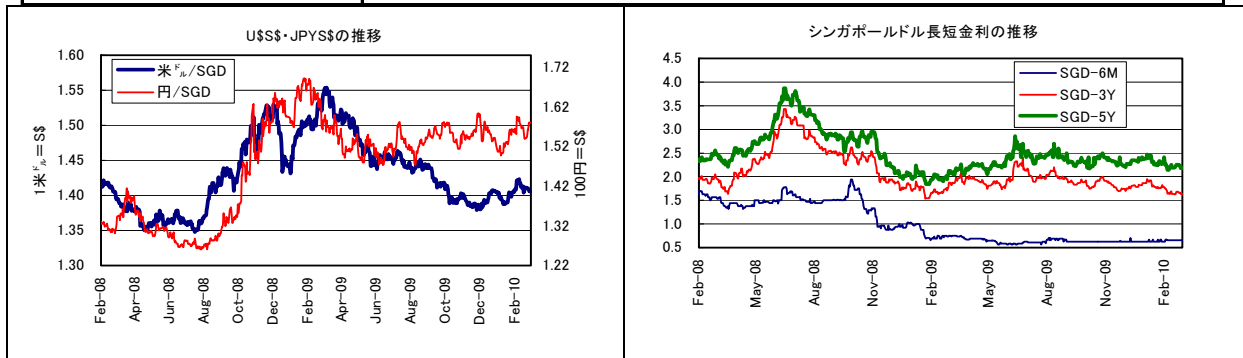 U$S$・JPYS$の推移
1.60
1.55
1.50
1.45
1.40
1.35
1.30
1米㌦=S$
米㌦/SGD
円/SGD
1.72
1.62
1.52
1.42
1.32
1.22
100円=S$
Feb-08
Apr-08
Jun-08
Aug-08
Oct-08
Dec-08
Feb-09
Apr-09
Jun-09
Aug-09
Oct-09
Dec-09
Feb-10
シンガポールドル長短金利の推移
4.5
4.0
3.5
3.0
2.5
2.0
1.5
1.0
0.5
SGD-6M
SGD-3Y
SGD-5Y
Feb-08
May-08
Aug-08
Nov-08
Feb-09
May-09
Aug-09
Nov-09
Feb-10